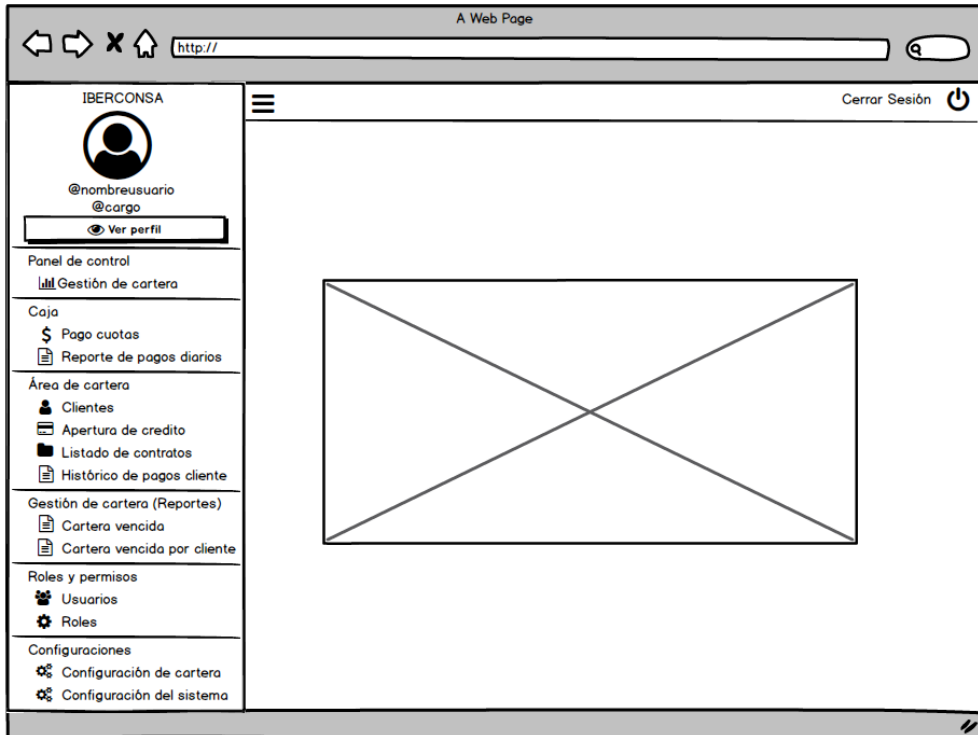 A Web Page
http://
IBERCONSA
@nombreusuario
@cargo
Ver perfil
Panel de control
Gestión de cartera
Caja
Pago cuotas
Reporte de pagos diarios
Área de cartera
Clientes
Apertura de credito
Listado de contratos
Histórico de pagos cliente
Gestión de cartera (Reportes)
Cartera vencida
Cartera vencida por cliente
Roles y permisos
Usuarios
Roles
Configuraciones
Configuración de cartera
Configuración del sistema
Cerrar Sesión